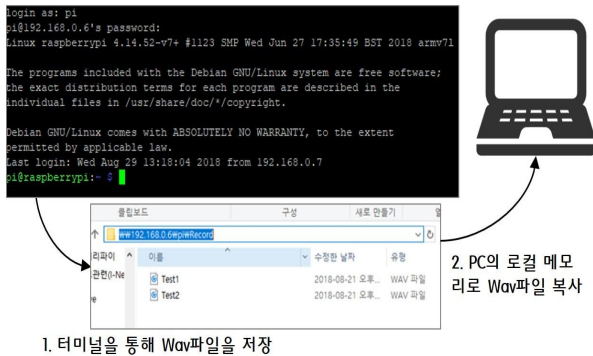 login as: pi
pi@192.168.0.6's password:
Linux raspberrypi 4.14.52-v7+ #1123 SMP Wed Jun 27 17:35:49 BST 2018 armv7l
The programs included with the Debian GNU/Linux system are free software;
the exact distribution terms for each program are described in the
individual files in /usr/share/doc/*/copyright.
Debian GNU/Linux comes with ABSOLUTELY NO WARRANTY, to the extent
permitted by applicable law.
Last login: Wed Aug 29 13:18:04 2018 from 192.168.0.7
pi@raspberrypi:~ $
클립보드 구성 새로 만들기
₩₩192.168.0.6₩pi₩Record
라파이 이름 수정한 날짜 유형
관련(I-Ne Test1 2018-08-21 오후... WAV 파일
Test2 2018-08-21 오후... WAV 파일
2. PC의 로컬 메모
리로 Wav파일 복사
1. 터미널을 통해 Wav파일을 저장